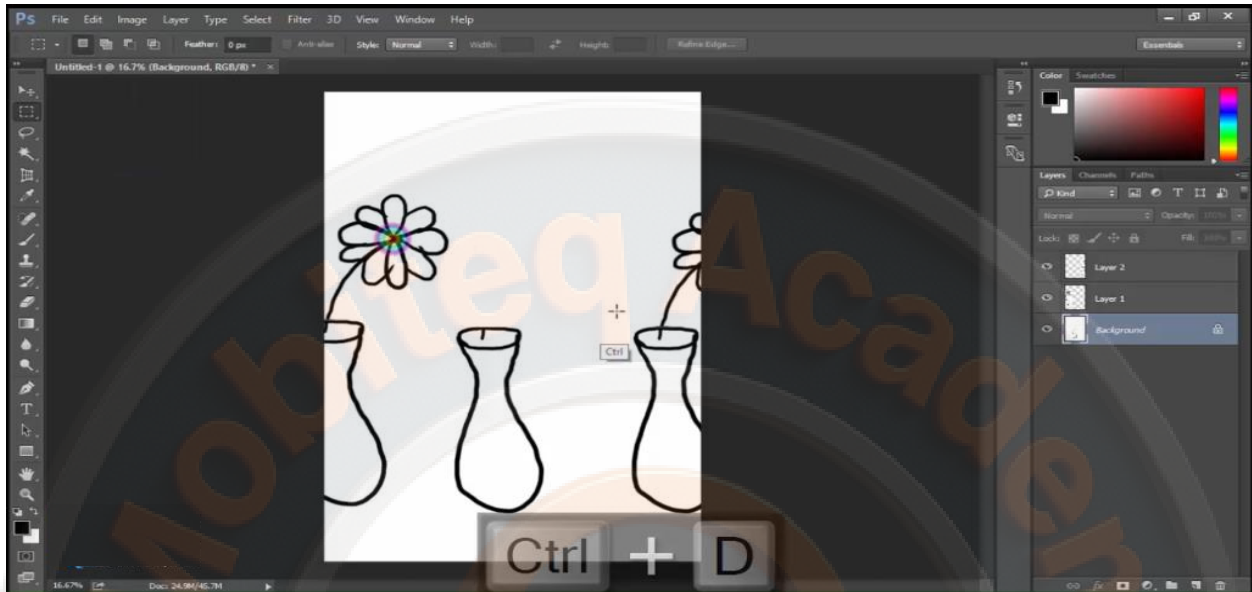 Ps File Edit Image Layer Type Select Filter 3D View Window Help
Feather: 0 px Anti-alias Style: Normal Width: Height: Refine Edge... Essentials
Untitled-1 @ 16.7% (Background, RGB/8) * ×
Color Swatches
Layers Channels Paths
Kind
Normal Opacity: 100%
Lock: Fill: 100%
Layer 2
Layer 1
Background
Mobiteq Academ
Ctrl
Ctrl + D
16.67% Doc: 24.9M/45.7M